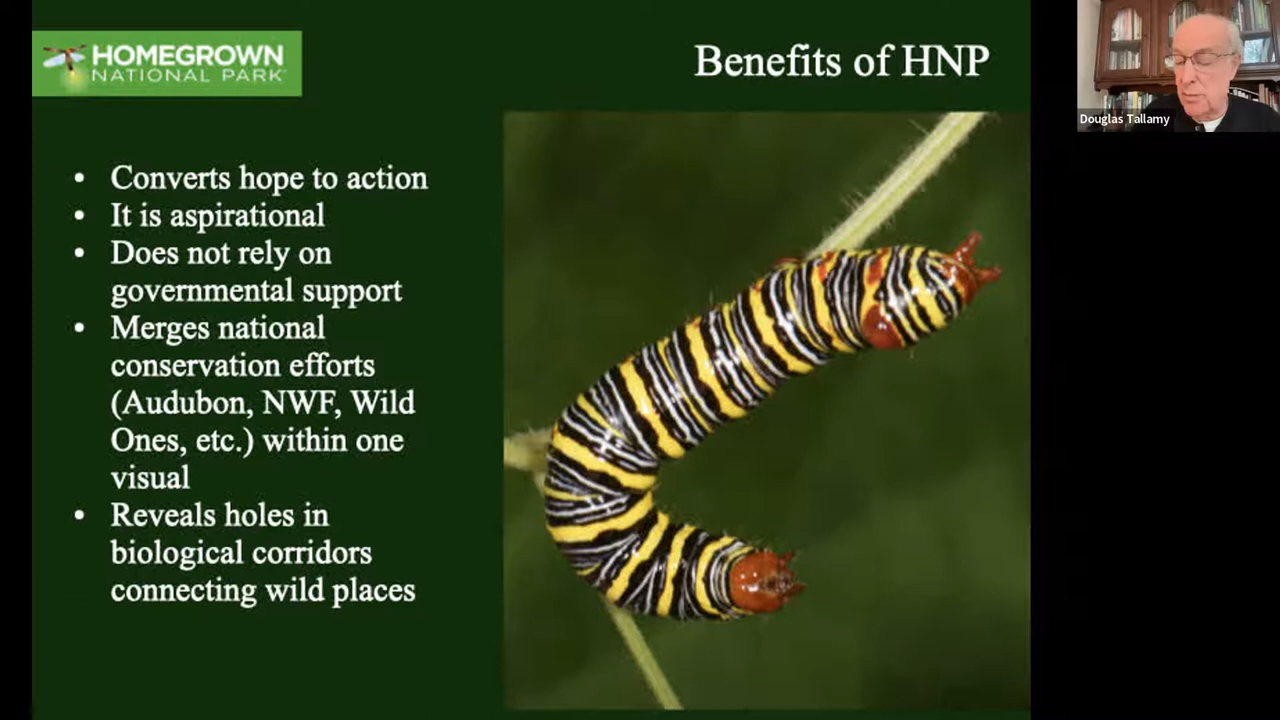 HOMEGROWN
NATIONAL PARK
Benefits of HNP
• Converts hope to action
• It is aspirational
• Does not rely on
governmental support
• Merges national
conservation efforts
(Audubon, NWF, Wild
Ones, etc.) within one
visual
• Reveals holes in
biological corridors
connecting wild places
Douglas Tallamy